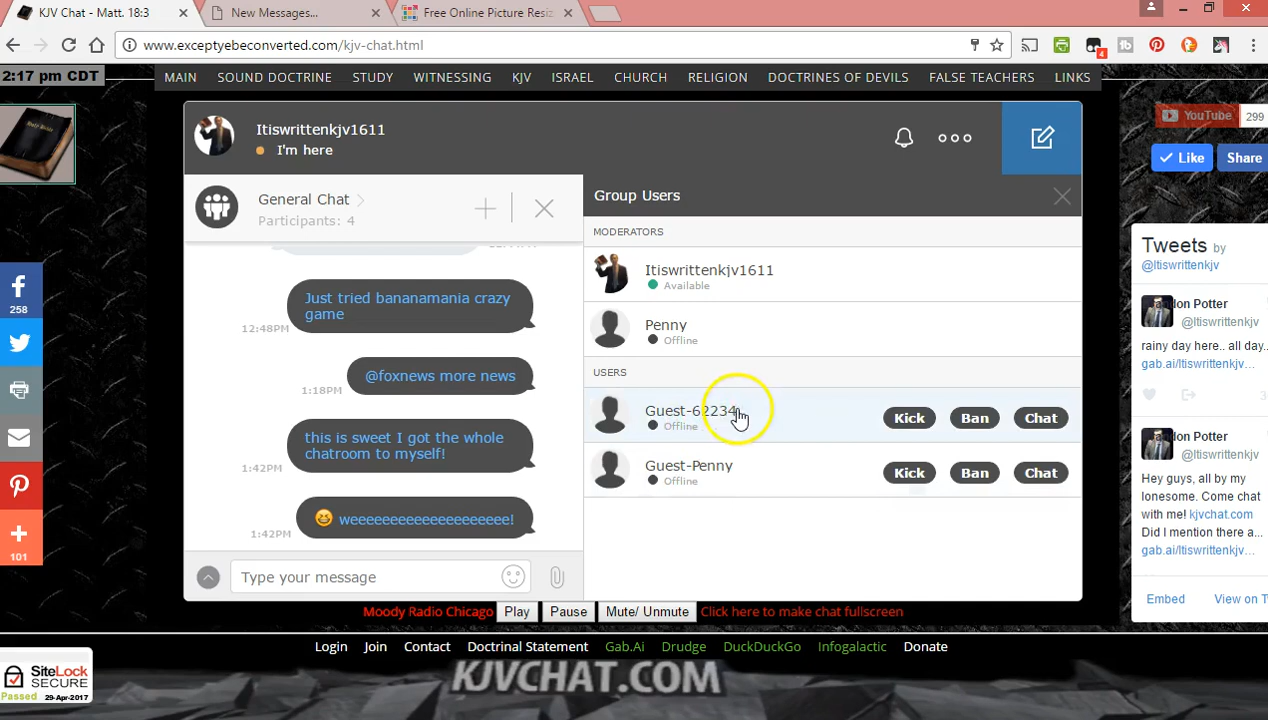 KJV Chat - Matt. 18:3
New Messages...
Free Online Picture Resiz
www.exceptyebeconverted.com/kjv-chat.html
4
2:17 pm CDT
MAIN SOUND DOCTRINE STUDY WITNESSING KJV ISRAEL CHURCH RELIGION DOCTRINES OF DEVILS FALSE TEACHERS LINKS
Itiswrittenkjv1611
I'm here
YouTube 299
Like Share
General Chat
Participants: 4
Just tried bananamania crazy
game
12:48PM
@foxnews more news
1:18PM
this is sweet I got the whole
chatroom to myself!
1:42PM
weeeeeeeeeeeeeeeeeeee!
1:42PM
Type your message
Group Users
MODERATORS
Itiswrittenkjv1611
Available
Penny
Offline
USERS
Guest-62234
Offline
Kick Ban Chat
Guest-Penny
Offline
Kick Ban Chat
258
101
Tweets by
@Itiswrittenkjv
don Potter
@Itiswrittenkjv
rainy day here.. all day..
gab.ai/Itiswrittenkjv…
don Potter
@Itiswrittenkjv
Hey guys, all by my
lonesome. Come chat
with me! kjvchat.com
Did I mention there a...
gab.ai/Itiswrittenkjv…
Embed View on T
Moody Radio Chicago Play Pause Mute/ Unmute Click here to make chat fullscreen
Login Join Contact Doctrinal Statement Gab.Ai Drudge DuckDuckGo Infogalactic Donate
KJVCHAT.COM
SiteLock
SECURE
Passed 29-Apr-2017